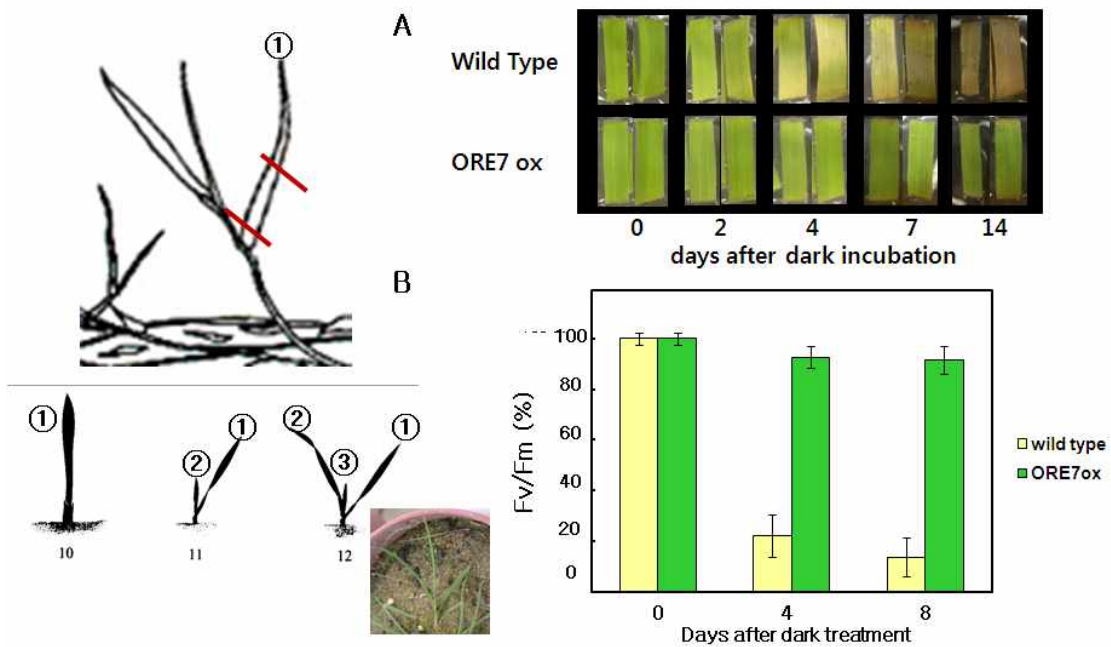 ①
A
Wild Type
ORE7 ox
0 2 4 7 14
days after dark incubation
B
① ② ① ② ③ ①
10 11 12
Fv/Fm (%)
100
80
60
40
20
0
0 4 8
Days after dark treatment
wild type
ORE7ox